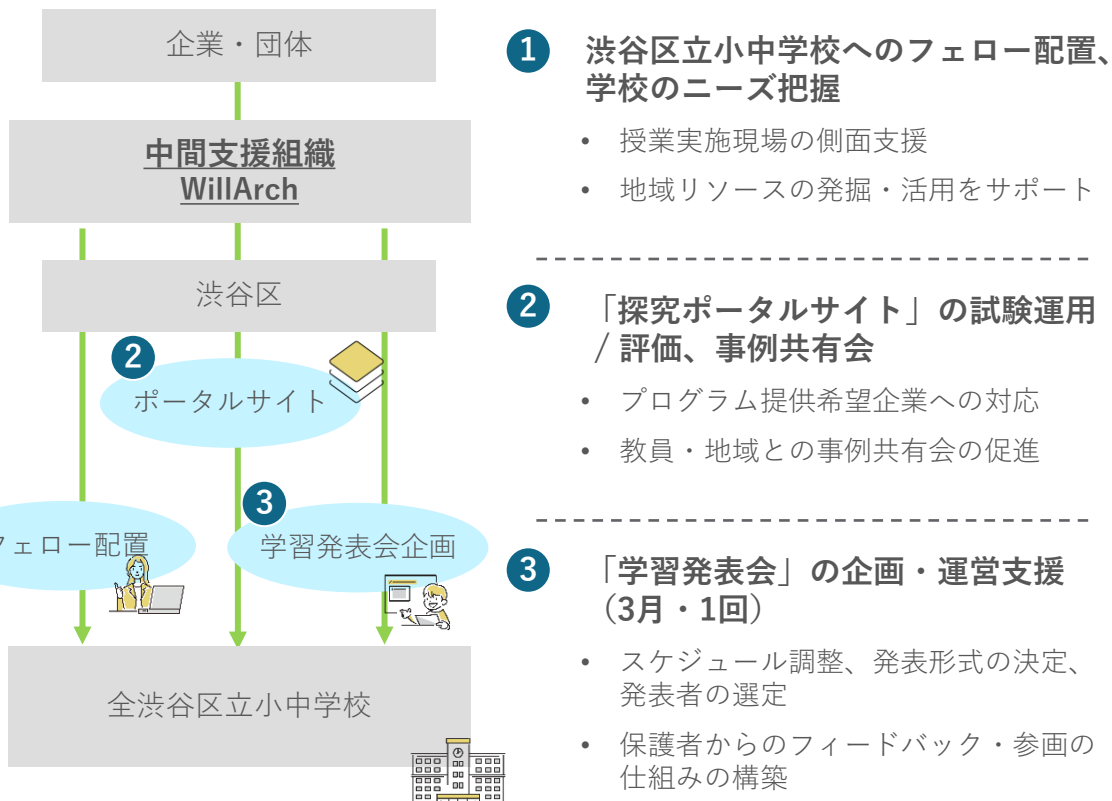 企業・団体
中間支援組織
WillArch
渋谷区
2
ポータルサイト
フェロー配置
3
学習発表会企画
全渋谷区立小中学校
1
渋谷区立小中学校へのフェロー配置、
学校のニーズ把握
• 授業実施現場の側面支援
• 地域リソースの発掘・活用をサポート
2
「探究ポータルサイト」の試験運用
/ 評価、事例共有会
• プログラム提供希望企業への対応
• 教員・地域との事例共有会の促進
3
「学習発表会」の企画・運営支援
（3月・1回）
• スケジュール調整、発表形式の決定、
発表者の選定
• 保護者からのフィードバック・参画の
仕組みの構築